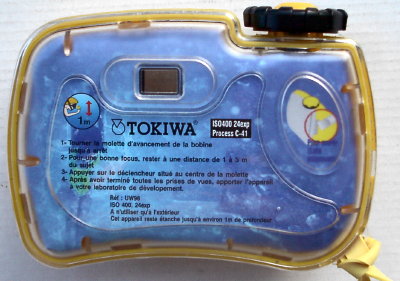 1m
TOKIWA
ISO400 24exp
Process C-41
1- Tourner la molette d'avancement de la bobine
jusqu'a arrêt
2- Pour une bonne focus, rester à une distance de 1 à 3 m
du sujet
3- Appuyer sur le déclencheur situé au centre de la molette
4- Après avoir terminé toutes les prises de vues, apporter l'appareil
à votre laboratoire de dévelopement.
Réf : UW98
ISO 400, 24exp
A n'utiliser qu'à l'extérieur
Cet appareil reste étanche jusqu'à environ 1m de profondeur